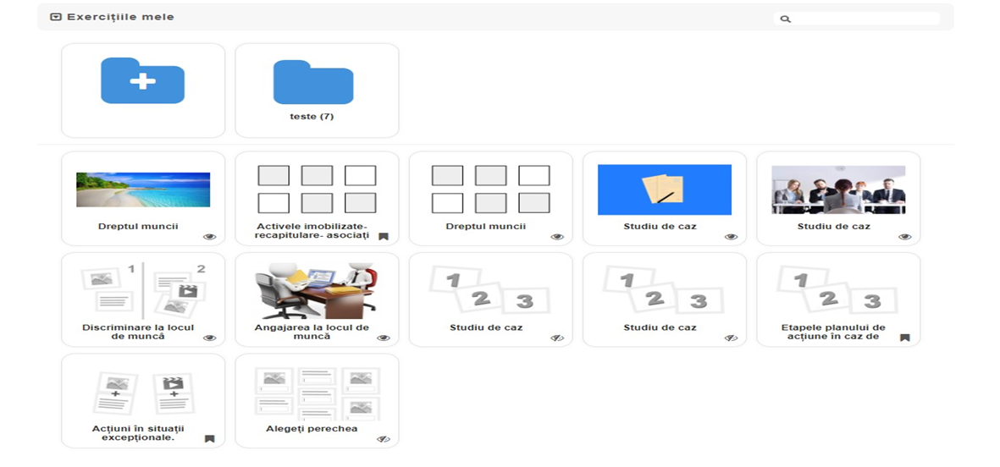 Exercițiile mele
teste (7)
Dreptul muncii
Activele imobilizate-
recapitulare- asociați
Dreptul muncii
Studiu de caz
Studiu de caz
1
2
Discriminare la locul
de muncă
Angajarea la locul de
muncă
1
2
3
Studiu de caz
1
2
3
Studiu de caz
1
2
3
Etapele planului de
acțiune în caz de
Acțiuni în situații
excepționale.
Alegeți perechea